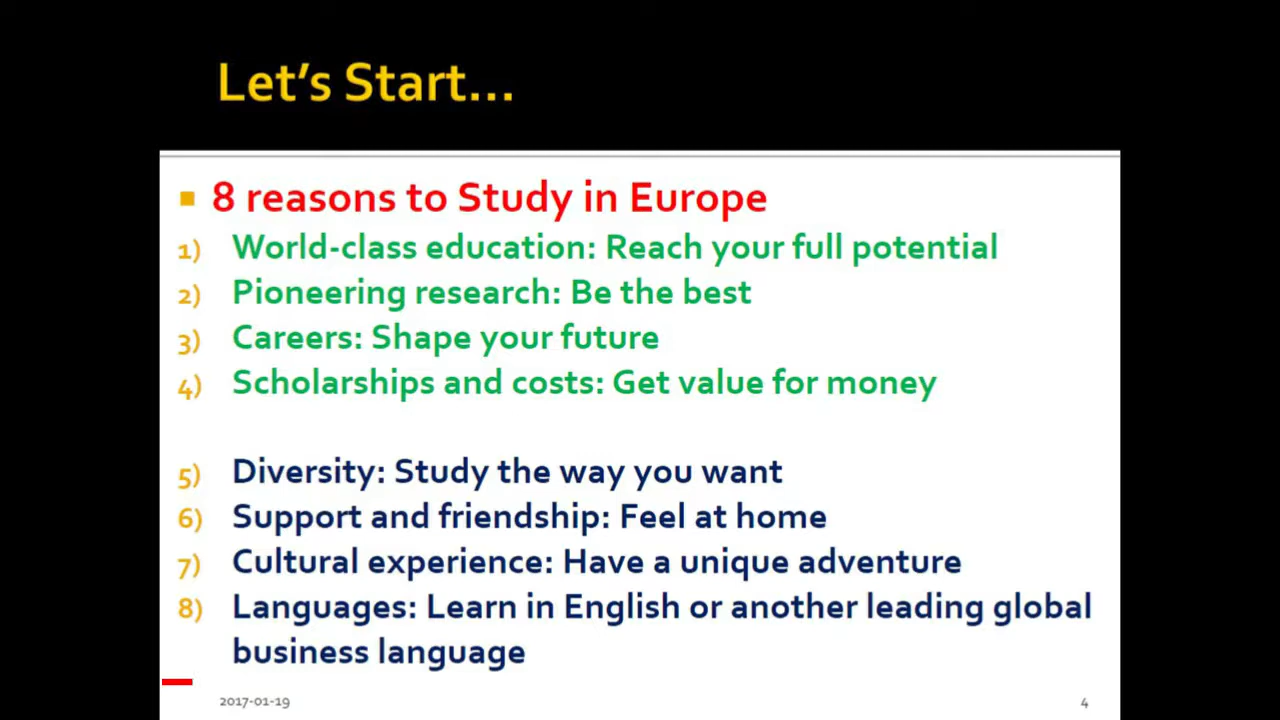 Let's Start...
8 reasons to Study in Europe
1) World-class education: Reach your full potential
2) Pioneering research: Be the best
3) Careers: Shape your future
4) Scholarships and costs: Get value for money
5) Diversity: Study the way you want
6) Support and friendship: Feel at home
7) Cultural experience: Have a unique adventure
8) Languages: Learn in English or another leading global
business language
2017-01-19
4